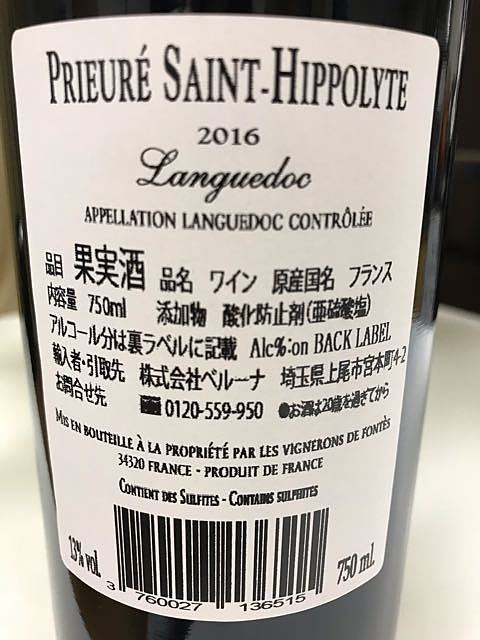 PRIEURÉ SAINT-HIPPOLYTE
2016
Languedoc
APPELLATION LANGUEDOC CONTRÔLÉE
品目 果実酒 品名 ワイン 原産国名 フランス
内容量 750ml 添加物 酸化防止剤(亜硫酸塩)
アルコール分は裏ラベルに記載 Alc%:on BACK LABEL
輸入者・引取先 株式会社ベルーナ 埼玉県上尾市宮本町4-2
お問合せ先 0120-559-950 ●お酒は20歳を過ぎてから
MIS EN BOUTEILLE À LA PROPRIÉTÉ PAR LES VIGNERONS DE FONTÈS
34320 FRANCE - PRODUIT DE FRANCE
CONTIENT DES SULFITES - CONTAINS SULPHITES
13% vol.
750 ml.
3 760027 136515